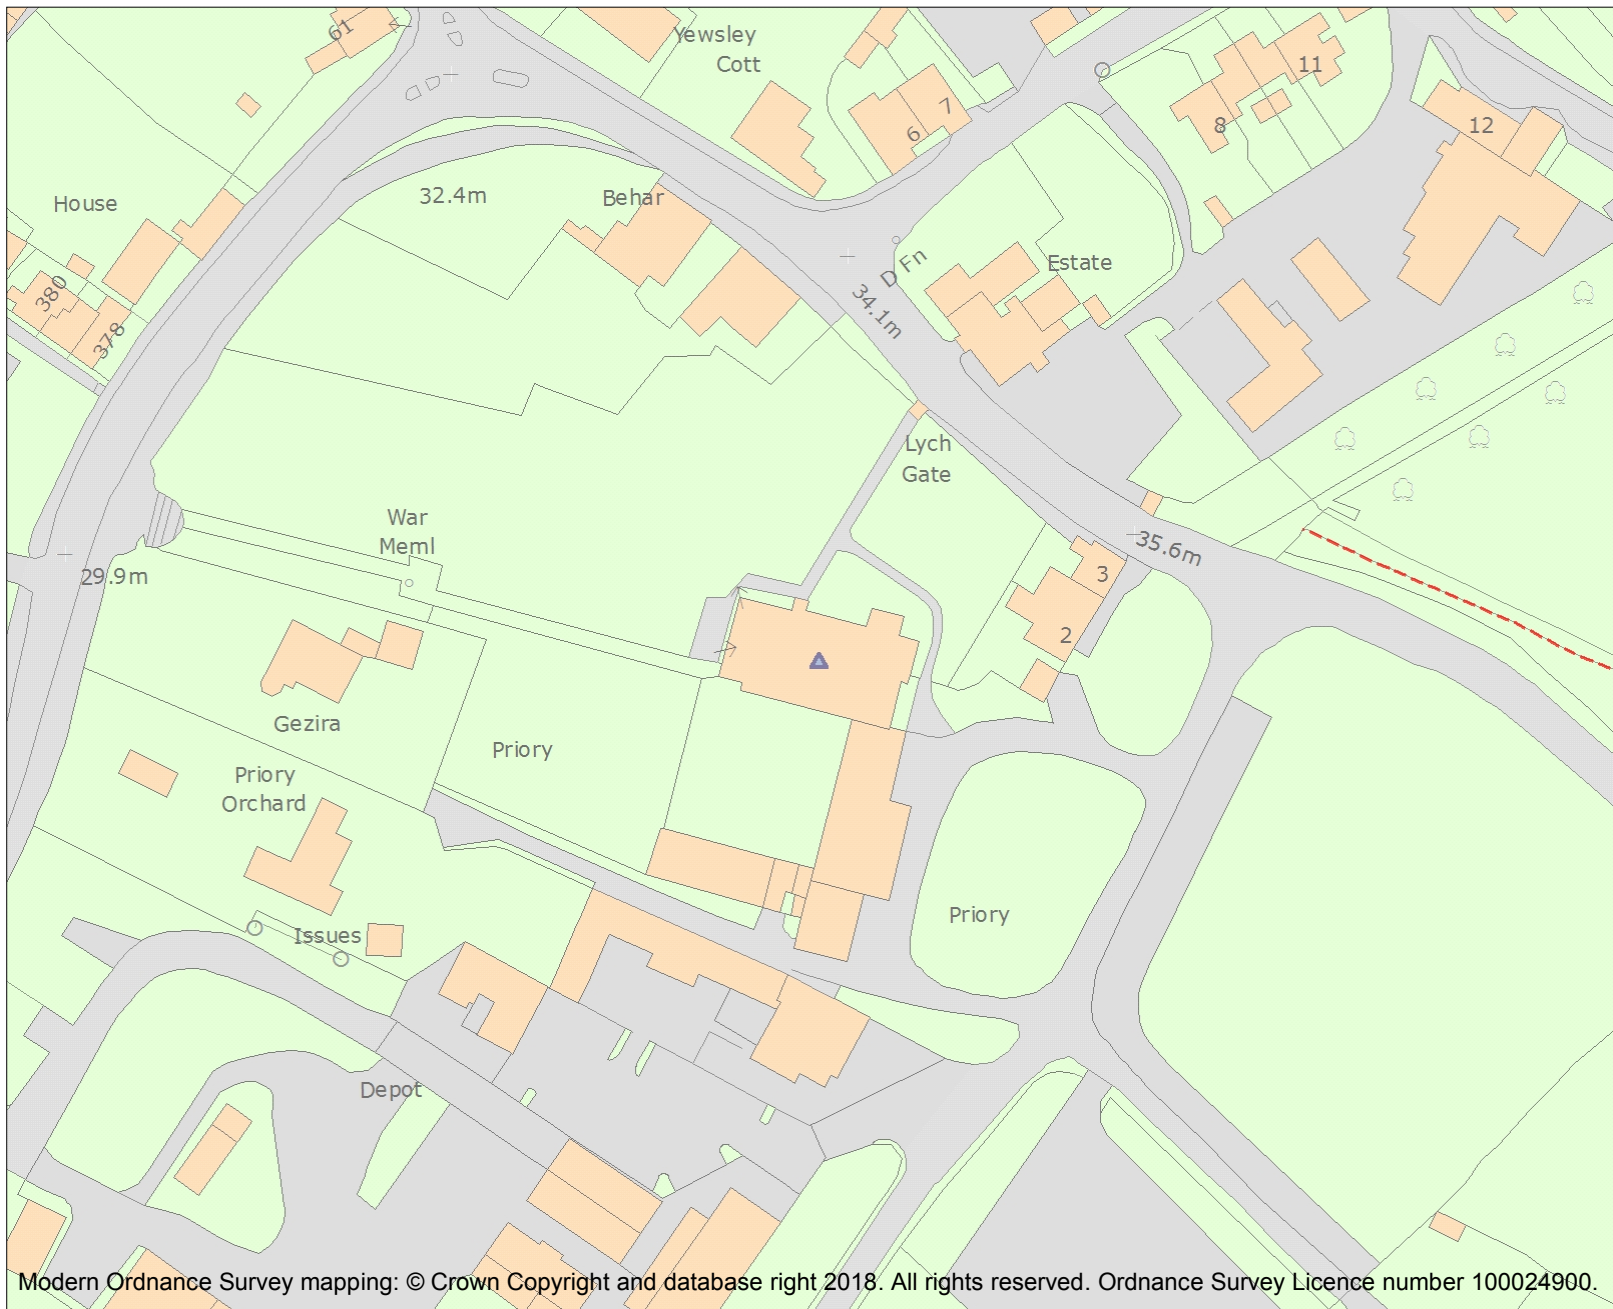 61
Yewsley
Cott
11
7
6
8
12
House
32.4m
Behar
Estate
D Fn
34.1m
380
378
Lych
Gate
War
Meml
35.6m
29.9m
3
2
Gezira
Priory
Priory
Orchard
Priory
Issues
Depot
Modern Ordnance Survey mapping: © Crown Copyright and database right 2018. All rights reserved. Ordnance Survey Licence number 100024900.